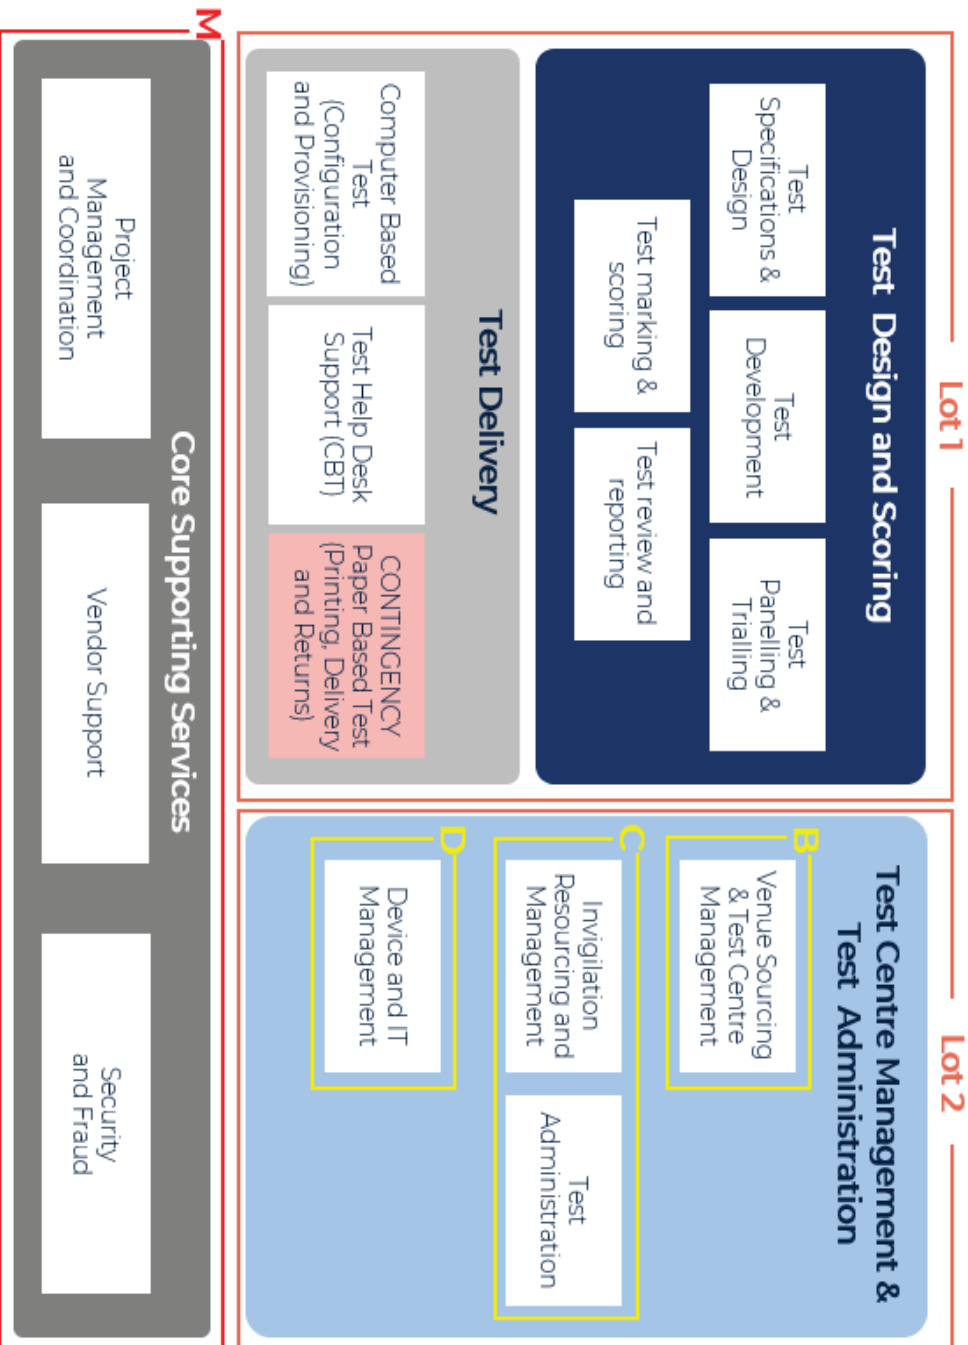 Lot 1
Test Design and Scoring
Test
Specifications &
Design
Test
Development
Test
Panelling &
Trialling
Test marking &
scoring
Test review and
reporting
Test Delivery
Computer Based
Test
(Configuration
and Provisioning)
Test Help Desk
Support (CBT)
CONTINGENCY
Paper Based Test
(Printing, Delivery
and Returns)
Lot 2
Test Centre Management &
Test Administration
B
Venue Sourcing
& Test Centre
Management
C
Invigilation
Resourcing and
Management
Test
Administration
D
Device and IT
Management
M
Core Supporting Services
Project
Management
and Coordination
Vendor Support
Security
and Fraud